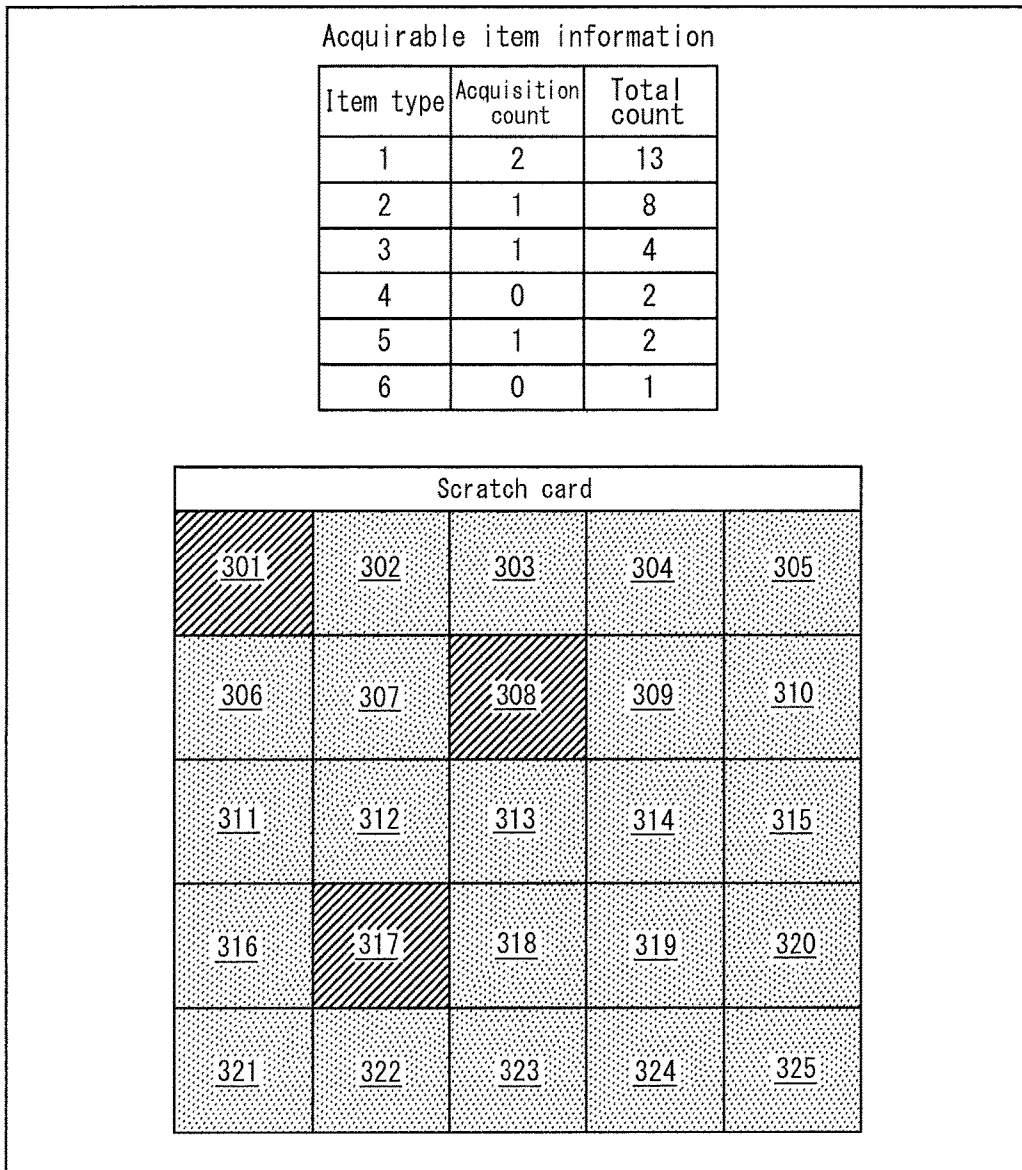 Acquirable item information
Item type Acquisition count Total count
1 2 13
2 1 8
3 1 4
4 0 2
5 1 2
6 0 1
Scratch card
301 302 303 304 305
306 307 308 309 310
311 312 313 314 315
316 317 318 319 320
321 322 323 324 325